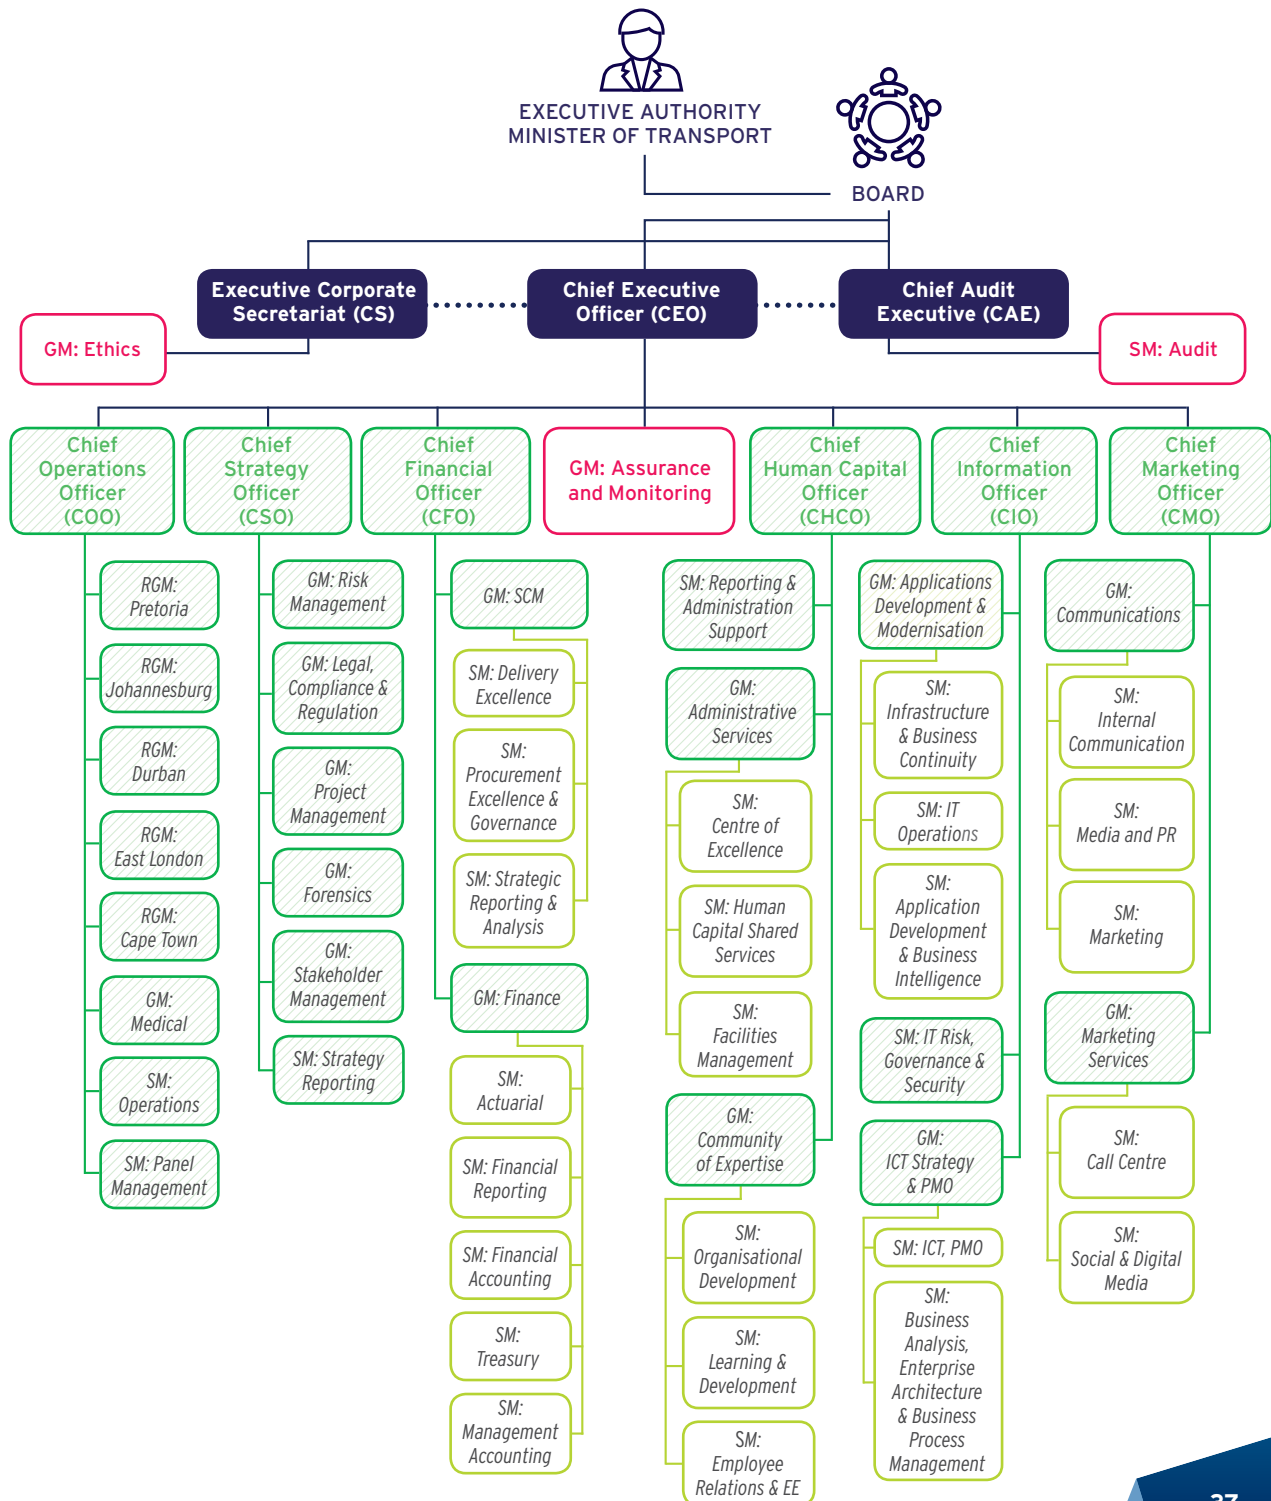 EXECUTIVE AUTHORITY
MINISTER OF TRANSPORT
BOARD
Executive Corporate
Secretariat (CS)
Chief Executive
Officer (CEO)
Chief Audit
Executive (CAE)
GM: Ethics
SM: Audit
Chief
Operations
Officer
(COO)
Chief
Strategy
Officer
(CSO)
Chief
Financial
Officer
(CFO)
GM: Assurance
and Monitoring
Chief
Human Capital
Officer
(CHCO)
Chief
Information
Officer
(CIO)
Chief
Marketing
Officer
(CMO)
RGM:
Pretoria
RGM:
Johannesburg
RGM:
Durban
RGM:
East London
RGM:
Cape Town
GM:
Medical
SM:
Operations
SM: Panel
Management
GM: Risk
Management
GM: Legal,
Compliance &
Regulation
GM:
Project
Management
GM:
Forensics
GM:
Stakeholder
Management
SM: Strategy
Reporting
GM: SCM
SM: Delivery
Excellence
SM:
Procurement
Excellence &
Governance
SM: Strategic
Reporting &
Analysis
GM: Finance
SM:
Actuarial
SM: Financial
Reporting
SM: Financial
Accounting
SM:
Treasury
SM:
Management
Accounting
SM: Reporting &
Administration
Support
GM:
Administrative
Services
SM:
Centre of
Excellence
SM: Human
Capital Shared
Services
SM:
Facilities
Management
GM:
Community
of Expertise
SM:
Organisational
Development
SM:
Learning &
Development
SM:
Employee
Relations & EE
GM: Applications
Development &
Modernisation
SM:
Infrastructure
& Business
Continuity
SM: IT
Operations
SM:
Application
Development
& Business
Intelligence
SM: IT Risk,
Governance &
Security
GM:
ICT Strategy
& PMO
SM: ICT, PMO
SM:
Business
Analysis,
Enterprise
Architecture
& Business
Process
Management
GM:
Communications
SM:
Internal
Communication
SM:
Media and PR
SM:
Marketing
GM:
Marketing
Services
SM:
Call Centre
SM:
Social & Digital
Media
37